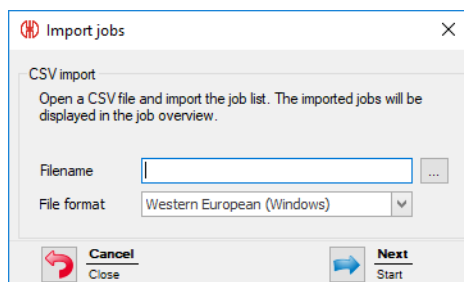 Import jobs
CSV import
Open a CSV file and import the job list. The imported jobs will be
displayed in the job overview.
Filename
...
File format
Western European (Windows)
Cancel
Close
Next
Start